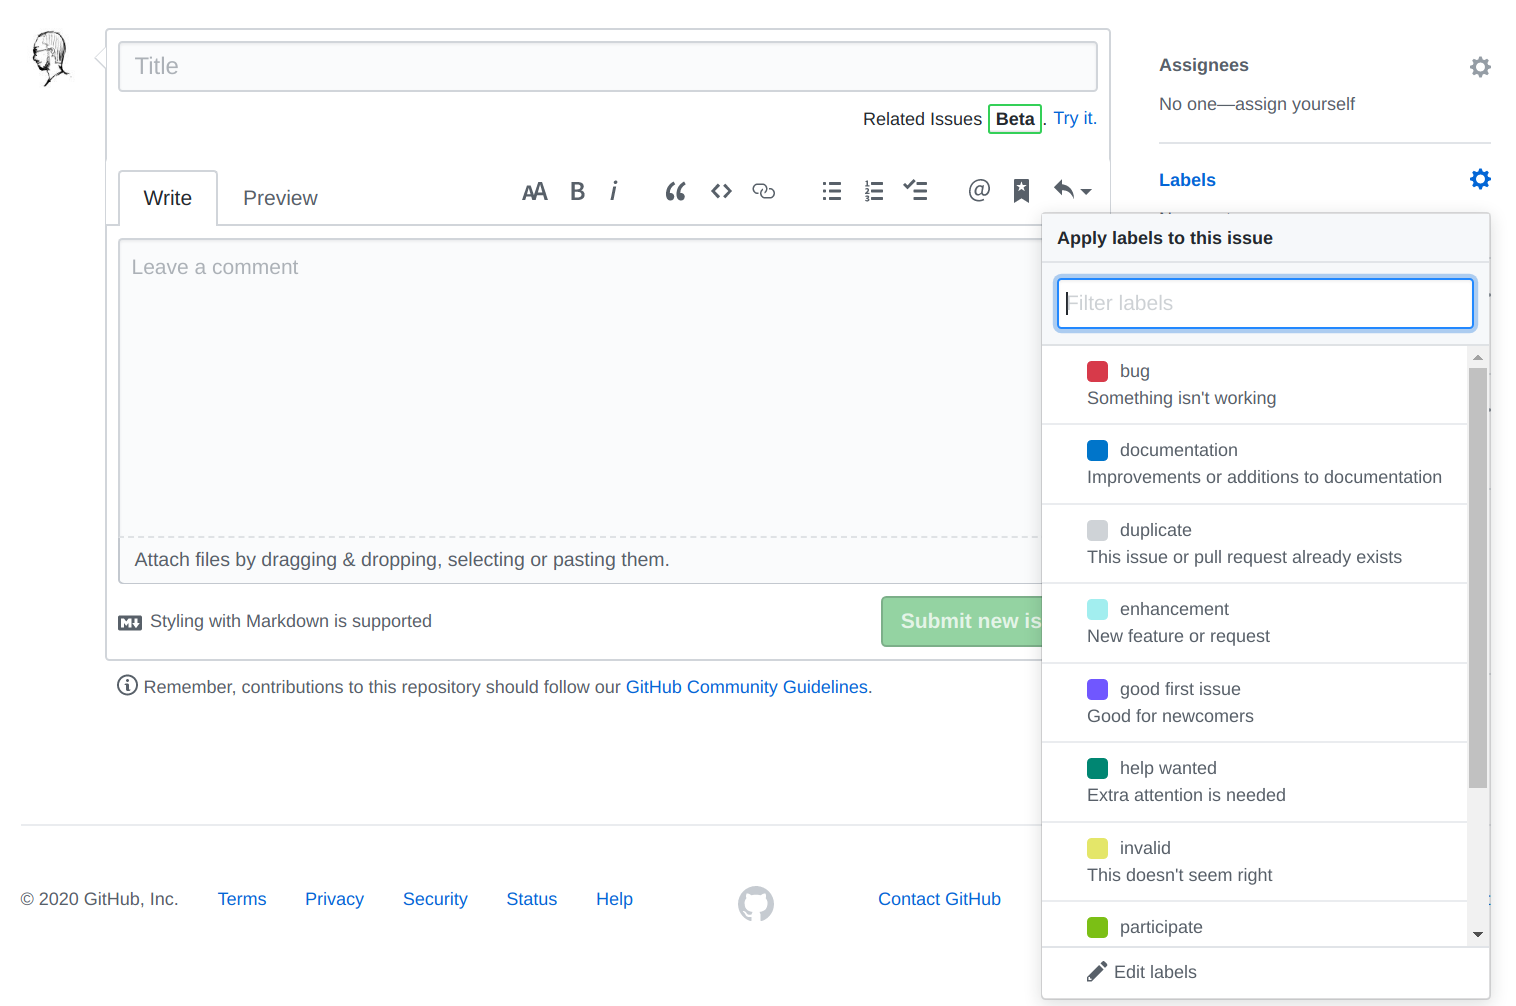 Title
Related Issues Beta. Try it.
Write
Preview
Leave a comment
Attach files by dragging & dropping, selecting or pasting them.
Styling with Markdown is supported
Submit new is
Remember, contributions to this repository should follow our GitHub Community Guidelines.
Assignees
No one—assign yourself
Labels
Apply labels to this issue
Filter labels
bug
Something isn't working
documentation
Improvements or additions to documentation
duplicate
This issue or pull request already exists
enhancement
New feature or request
good first issue
Good for newcomers
help wanted
Extra attention is needed
invalid
This doesn't seem right
participate
Edit labels
© 2020 GitHub, Inc. Terms Privacy Security Status Help Contact GitHub